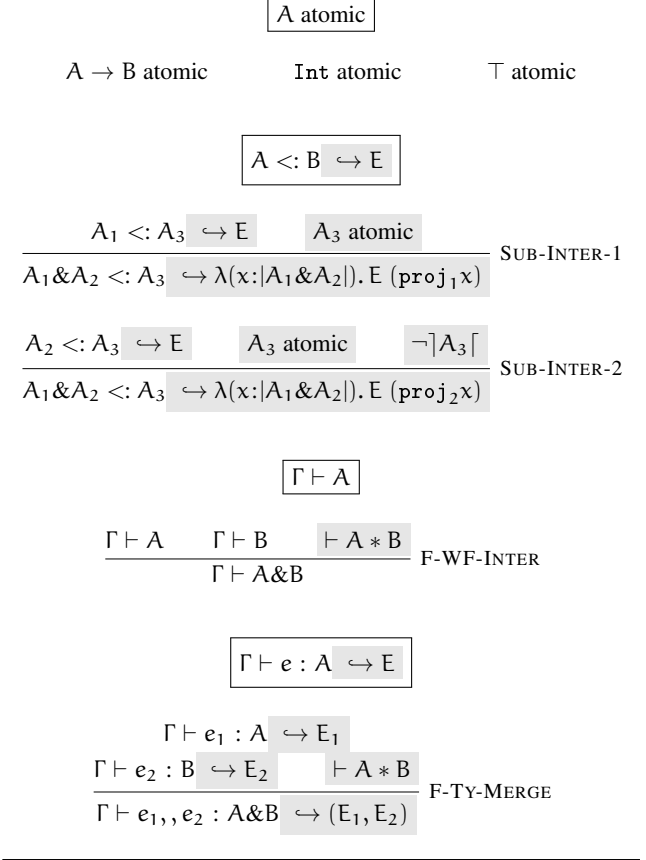 A atomic
A → B atomic Int atomic ⊤ atomic
A <: B ↪ E
A₁ <: A₃ ↪ E A₃ atomic
A₁&A₂ <: A₃ ↪ λ(x:|A₁&A₂|). E (proj₁x) SUB-INTER-1
A₂ <: A₃ ↪ E A₃ atomic ¬⌉A₃⌈
A₁&A₂ <: A₃ ↪ λ(x:|A₁&A₂|). E (proj₂x) SUB-INTER-2
Γ ⊢ A
Γ ⊢ A Γ ⊢ B ⊢ A ∗ B
Γ ⊢ A&B F-WF-INTER
Γ ⊢ e : A ↪ E
Γ ⊢ e₁ : A ↪ E₁
Γ ⊢ e₂ : B ↪ E₂ ⊢ A ∗ B
Γ ⊢ e₁,,e₂ : A&B ↪ (E₁, E₂) F-TY-MERGE